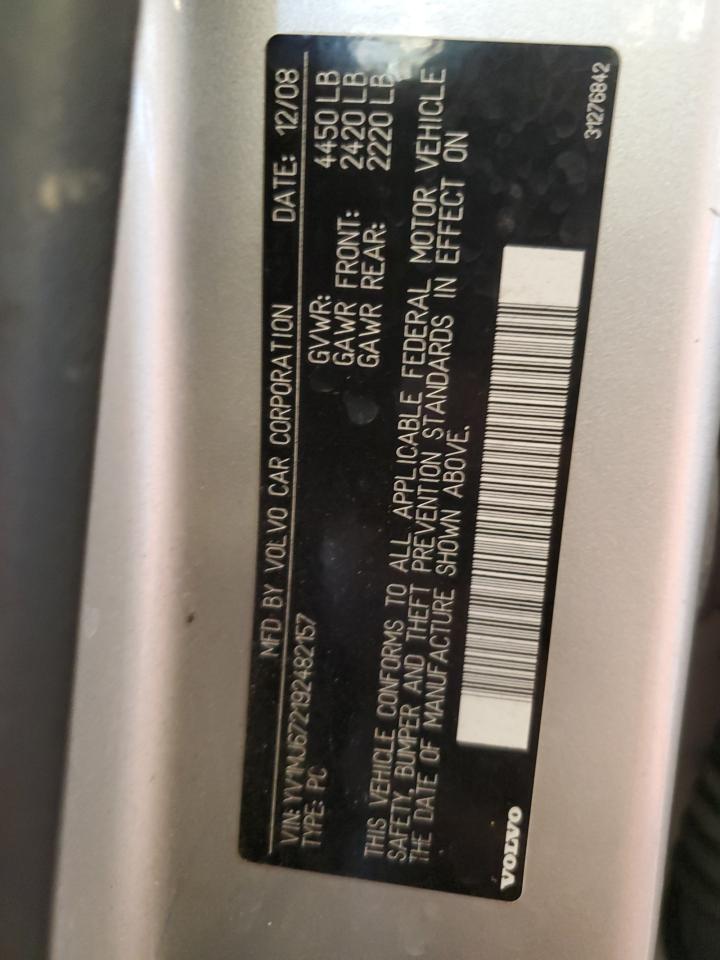 MFD BY VOLVO CAR CORPORATION DATE: 12/08
VIN:
TYPE: PC
GVWR: 4450 LB
GAWR FRONT: 2420 LB
GAWR REAR: 2220 LB
THIS VEHICLE CONFORMS TO ALL APPLICABLE FEDERAL MOTOR VEHICLE
SAFETY, BUMPER AND THEFT PREVENTION STANDARDS IN EFFECT ON
THE DATE OF MANUFACTURE SHOWN ABOVE.
VOLVO
31276842